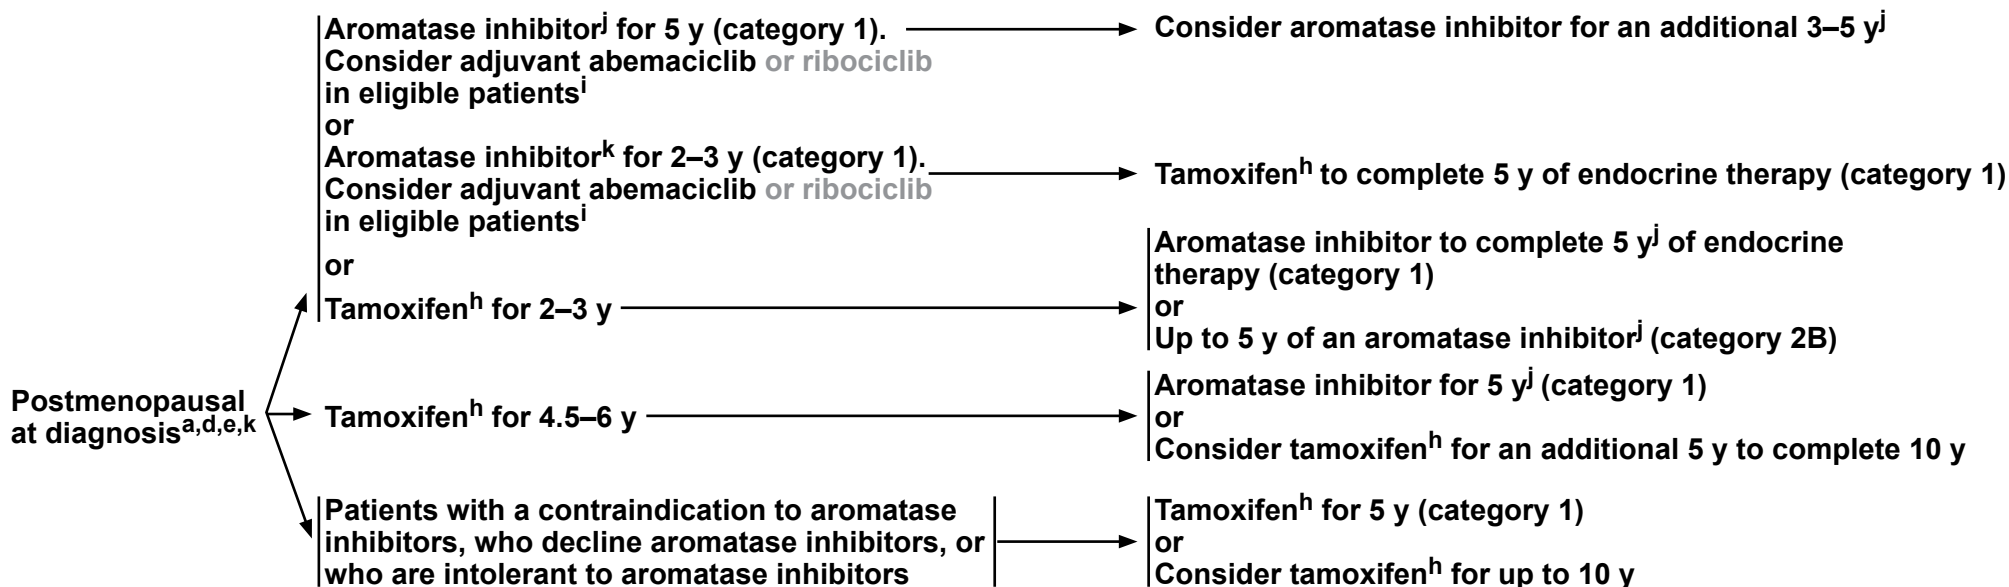 Aromatase inhibitorʲ for 5 y (category 1).
Consider adjuvant abemaciclib or ribociclib
in eligible patientsⁱ
or
Aromatase inhibitorᵏ for 2–3 y (category 1).
Consider adjuvant abemaciclib or ribociclib
in eligible patientsⁱ
or
Tamoxifenʰ for 2–3 y
Consider aromatase inhibitor for an additional 3–5 yʲ
Tamoxifenʰ to complete 5 y of endocrine therapy (category 1)
Aromatase inhibitor to complete 5 yʲ of endocrine
therapy (category 1)
or
Up to 5 y of an aromatase inhibitorʲ (category 2B)
Postmenopausal
at diagnosisᵃ,ᵈ,ᵉ,ᵏ
Tamoxifenʰ for 4.5–6 y
Aromatase inhibitor for 5 yʲ (category 1)
or
Consider tamoxifenʰ for an additional 5 y to complete 10 y
Patients with a contraindication to aromatase
inhibitors, who decline aromatase inhibitors, or
who are intolerant to aromatase inhibitors
Tamoxifenʰ for 5 y (category 1)
or
Consider tamoxifenʰ for up to 10 y